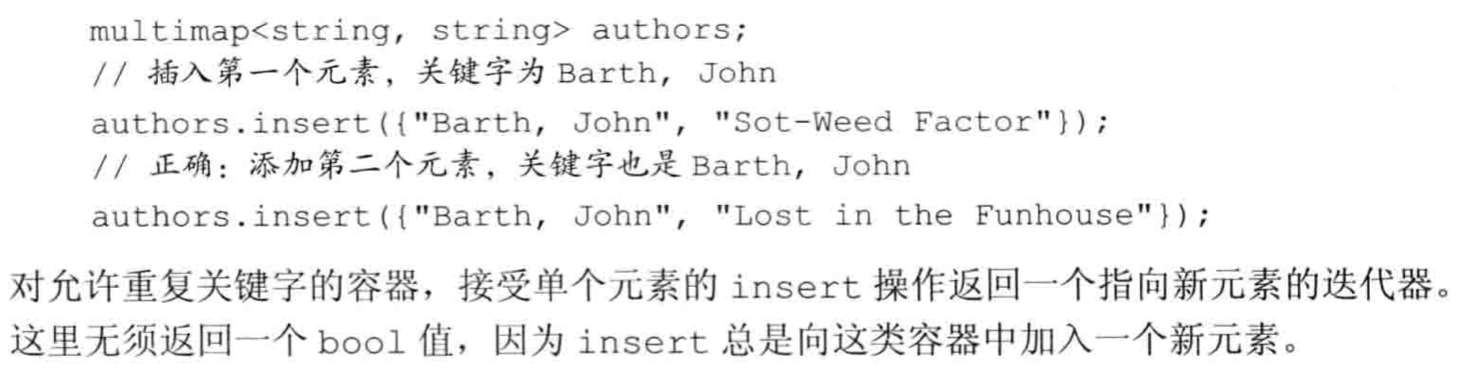 multimap<string, string> authors;
// 插入第一个元素，关键字为 Barth, John
authors.insert({"Barth, John", "Sot-Weed Factor"});
// 正确：添加第二个元素，关键字也是 Barth, John
authors.insert({"Barth, John", "Lost in the Funhouse"});
对允许重复关键字的容器，接受单个元素的 insert 操作返回一个指向新元素的迭代器。
这里无须返回一个 bool 值，因为 insert 总是向这类容器中加入一个新元素。